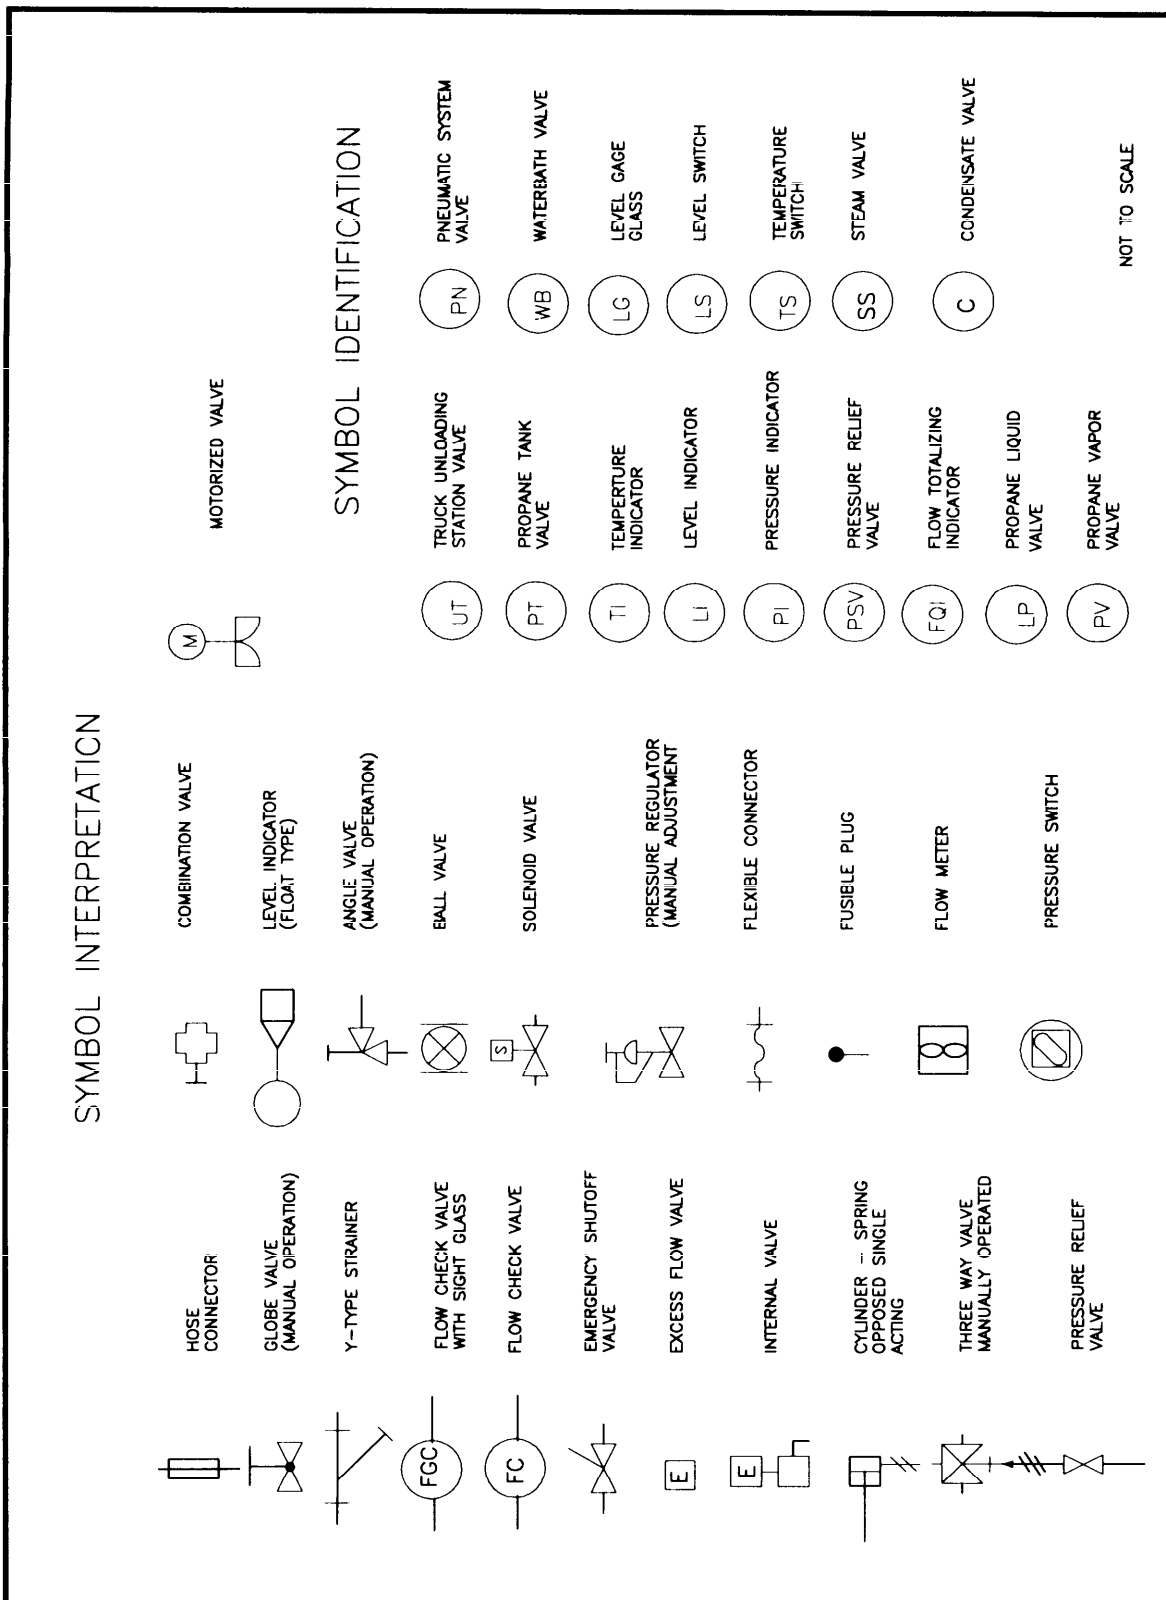 SYMBOL INTERPRETATICN
HOSE
CONNECTOR
GLOBE VALVE
(MANUAL OPERATION)
Y-TYPE STRAINER
FGC
FLOW CHECK VALVE
WITH SIGHT GLASS
FC
FLOW CHECK VALVE
EMERGENCY SHUTOFF
VALVE
E
EXCESS FLOW VALVE
E
INTERNAL VALVE
CYLINDER - SPRING
OPPOSED SINGLE
ACTING
THREE WAY VALVE
MANUALLY OPERATED
PRESSURE RELIEF
VALVE
COMBINATION VALVE
LEVEL INDICATOR
(FLOAT TYPE)
ANGLE VALVE
(MANUAL OPERATION)
BALL VALVE
S
SOLENOID VALVE
PRESSURE REGULATOR
(MANUAL ADJUSTMENT
FLEXIBLE CONNECTOR
FUSIBLE PLUG
FLOW METER
PRESSURE SWITCH
M
MOTORIZED VALVE
SYMBOL IDENTIFICATION
UT
TRUCK UNLOADING
STATION VALVE
PT
PROPANE TANK
VALVE
TI
TEMPERTURE
INDICATOR
LI
LEVEL INDICATOR
PI
PRESSURE INDICATOR
PSV
PRESSURE RELIEF
VALVE
FQI
FLOW TOTALIZING
INDICATOR
LP
PROPANE LIQUID
VALVE
PV
PROPANE VAPOR
VALVE
PN
PNEUMATIC SYSTEM
VALVE
WB
WATERBATH VALVE
LG
LEVEL GAGE
GLASS
LS
LEVEL SWITCH
TS
TEMPERATURE
SWITCH
SS
STEAM VALVE
C
CONDENSATE VALVE
NOT TO SCALE